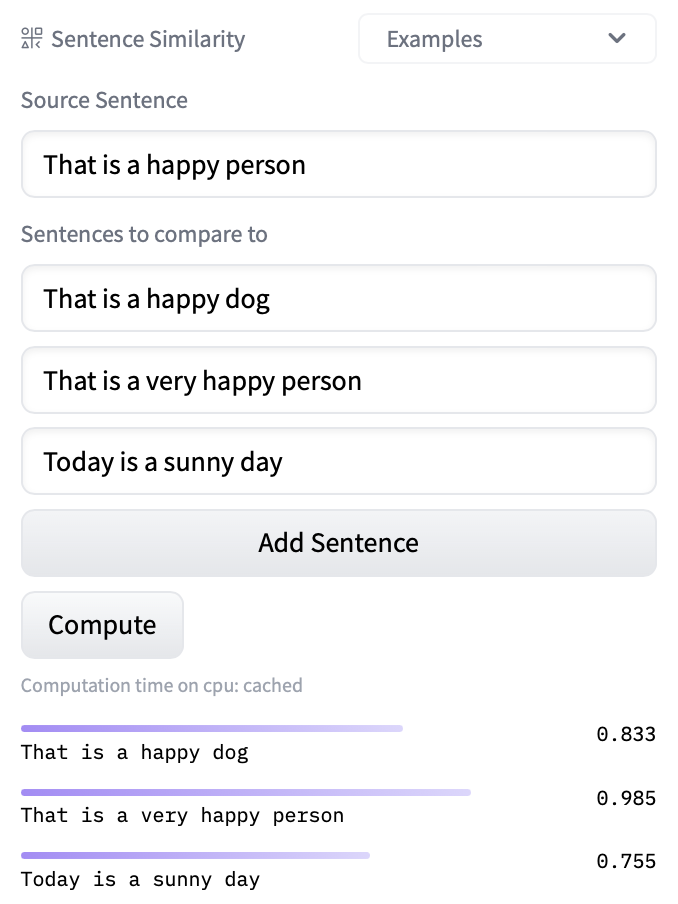 Sentence Similarity
Examples
Source Sentence
That is a happy person
Sentences to compare to
That is a happy dog
That is a very happy person
Today is a sunny day
Add Sentence
Compute
Computation time on cpu: cached
0.833
That is a happy dog
0.985
That is a very happy person
0.755
Today is a sunny day